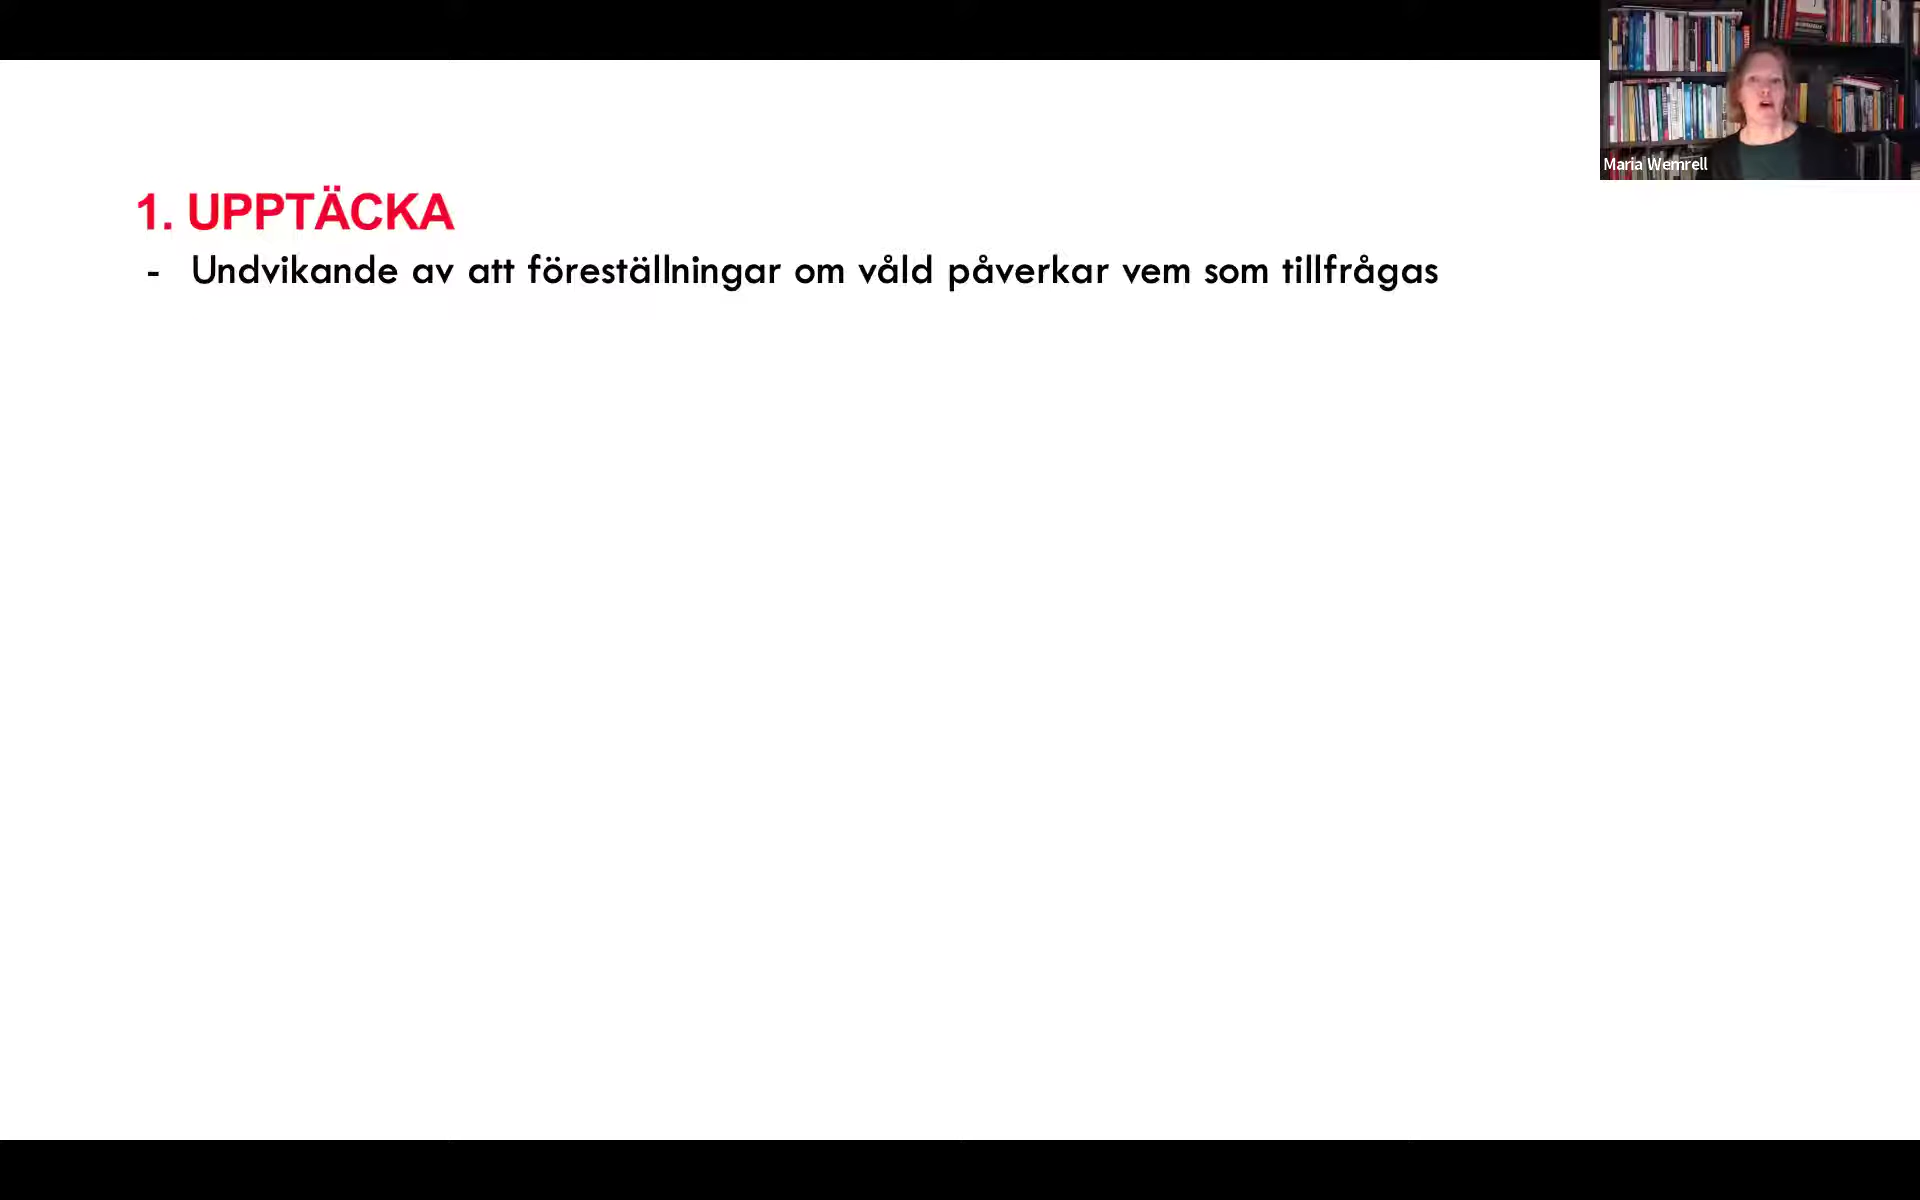 Maria Wemrell
1. UPPTÄCKA
- Undvikande av att föreställningar om våld påverkar vem som tillfrågas